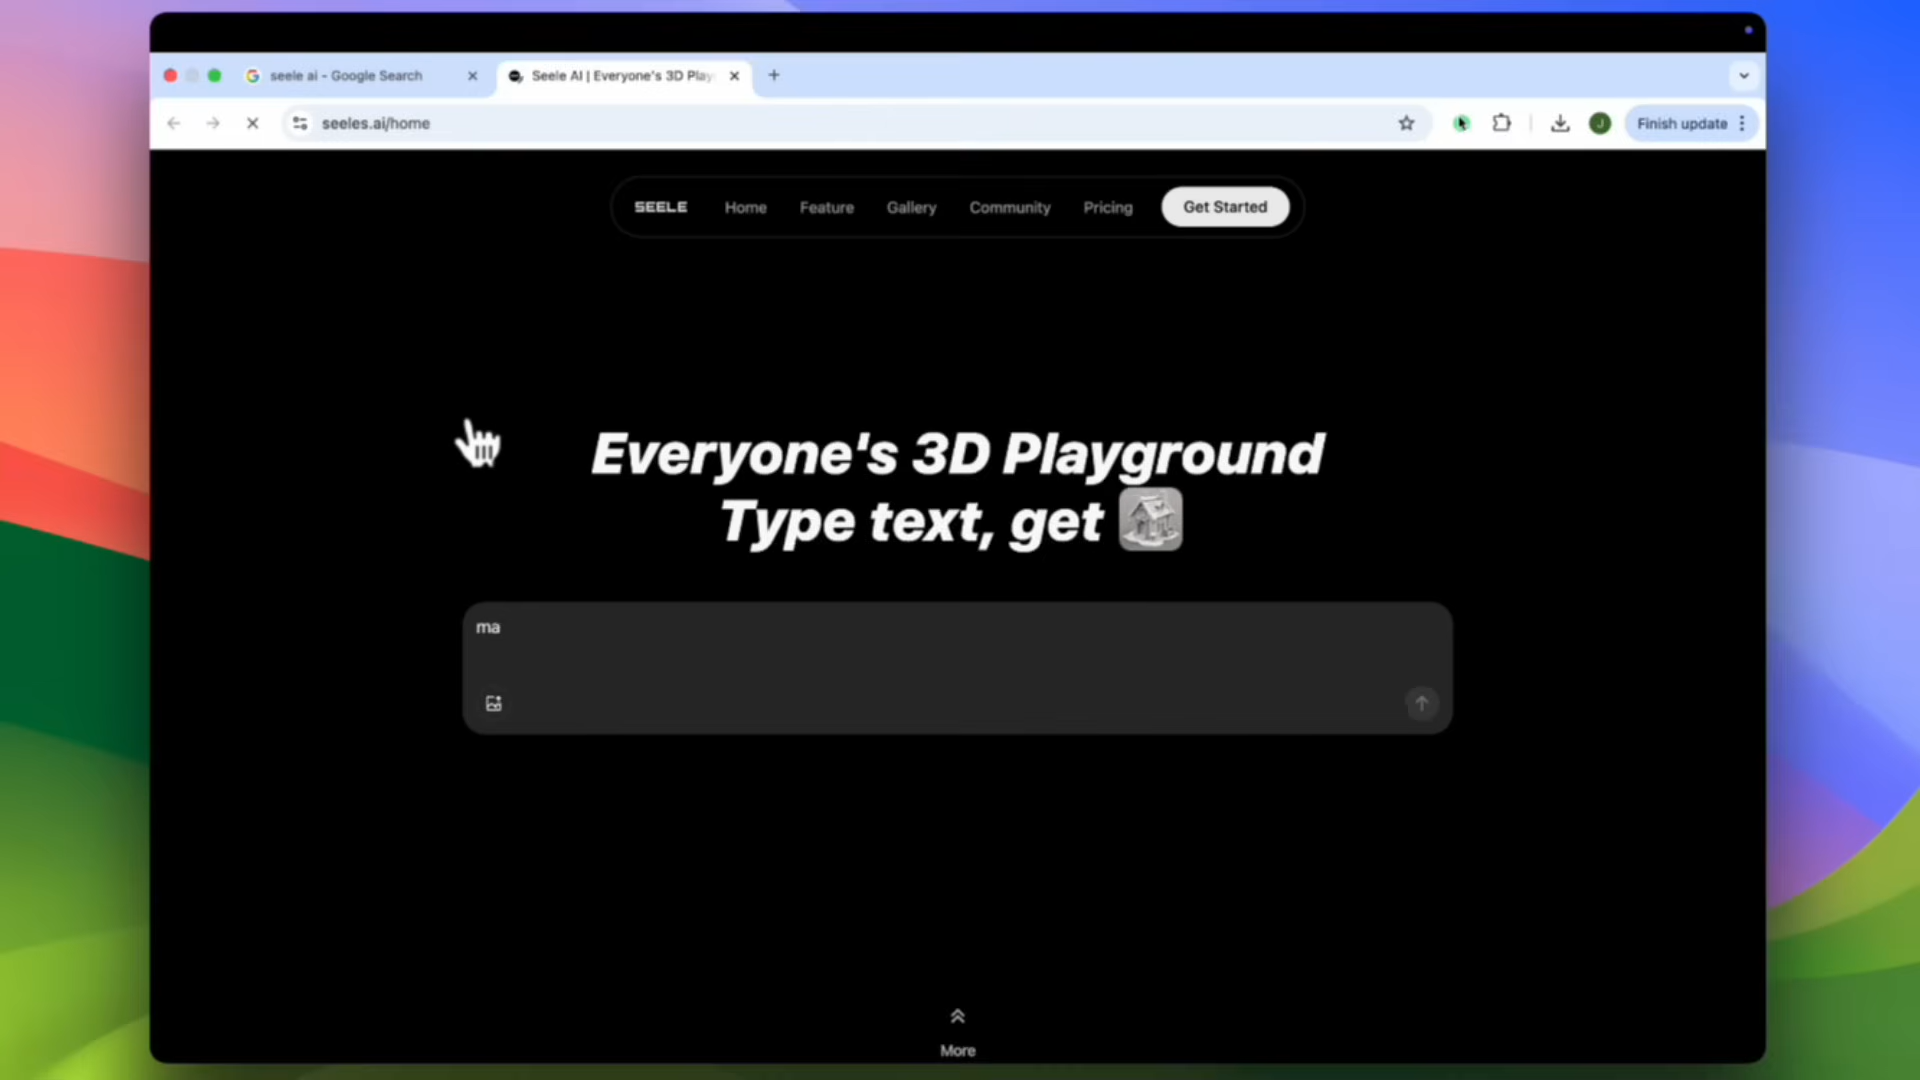 seele ai - Google Search
Seele AI | Everyone's 3D Play
seeles.ai/home
J
Finish update
SEELE
Home
Feature
Gallery
Community
Pricing
Get Started
Everyone's 3D Playground
Type text, get
ma
More